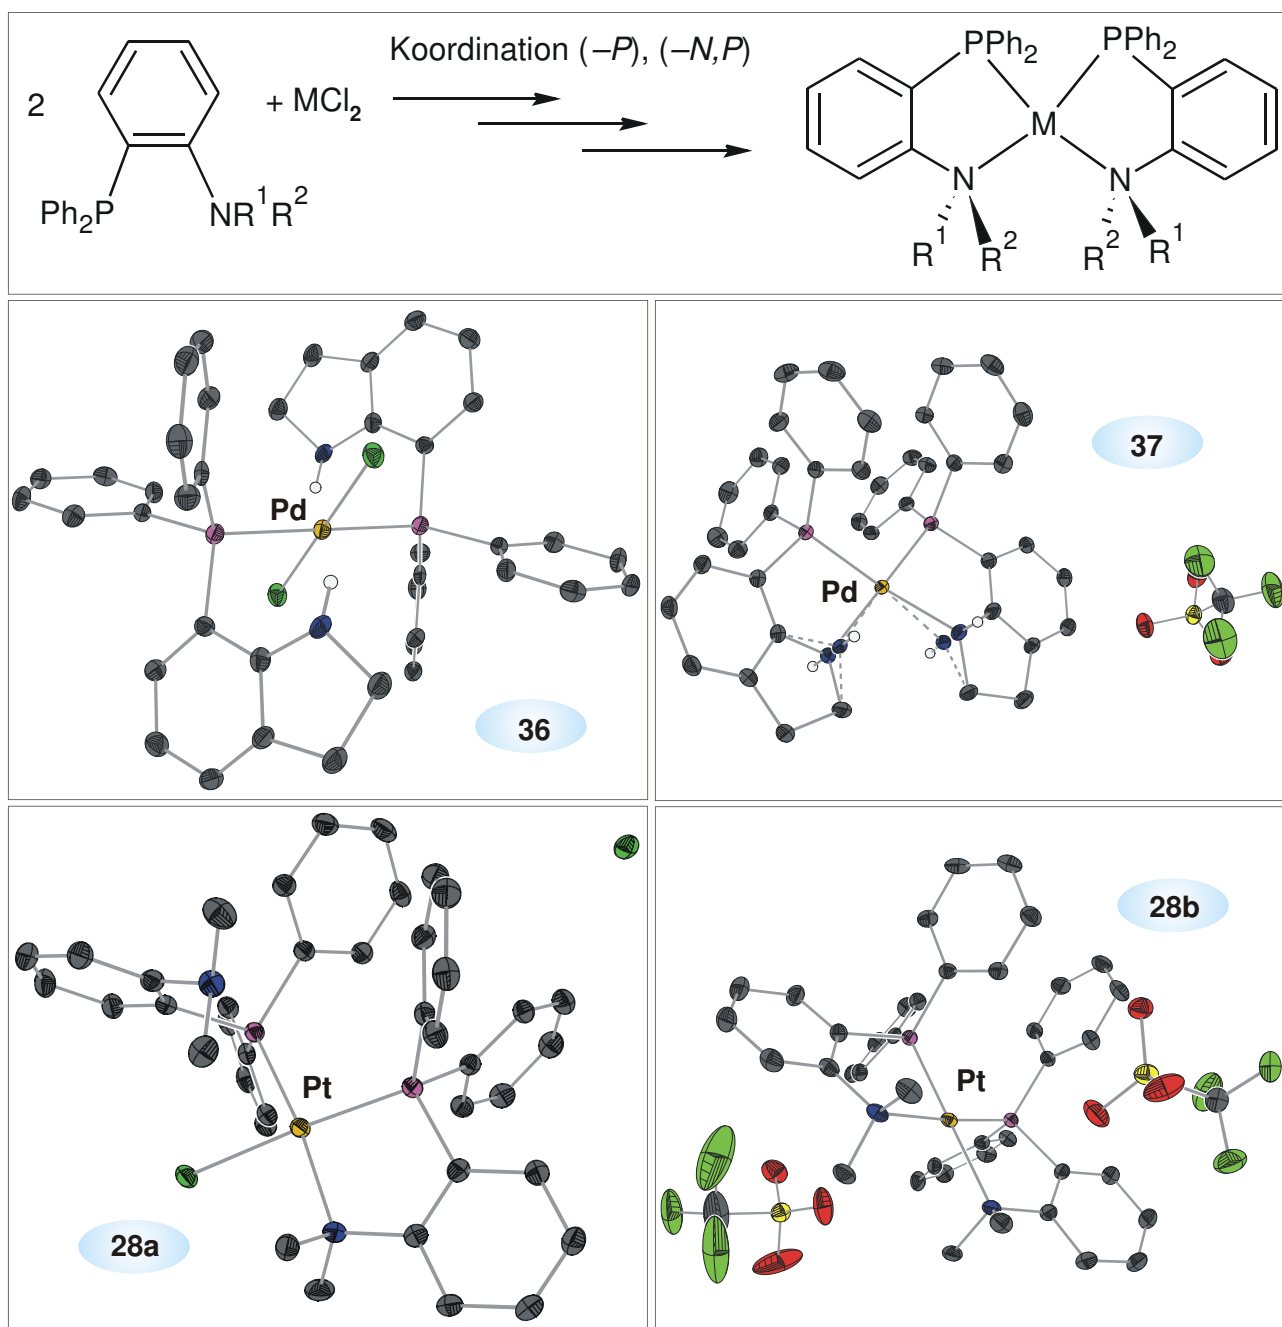 Koordination (–P), (–N,P)
2
+ MCl2
Ph2P
NR1R2
PPh2
PPh2
M
N
N
R1
R2
R2
R1
Pd
36
37
Pd
Pt
28a
28b
Pt